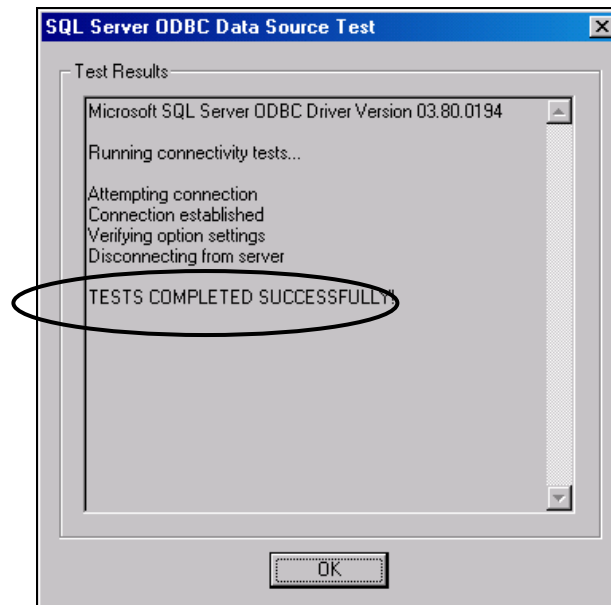 SQL Server ODBC Data Source Test
Test Results
Microsoft SQL Server ODBC Driver Version 03.80.0194
Running connectivity tests...
Attempting connection
Connection established
Verifying option settings
Disconnecting from server
TESTS COMPLETED SUCCESSFULLY!
OK